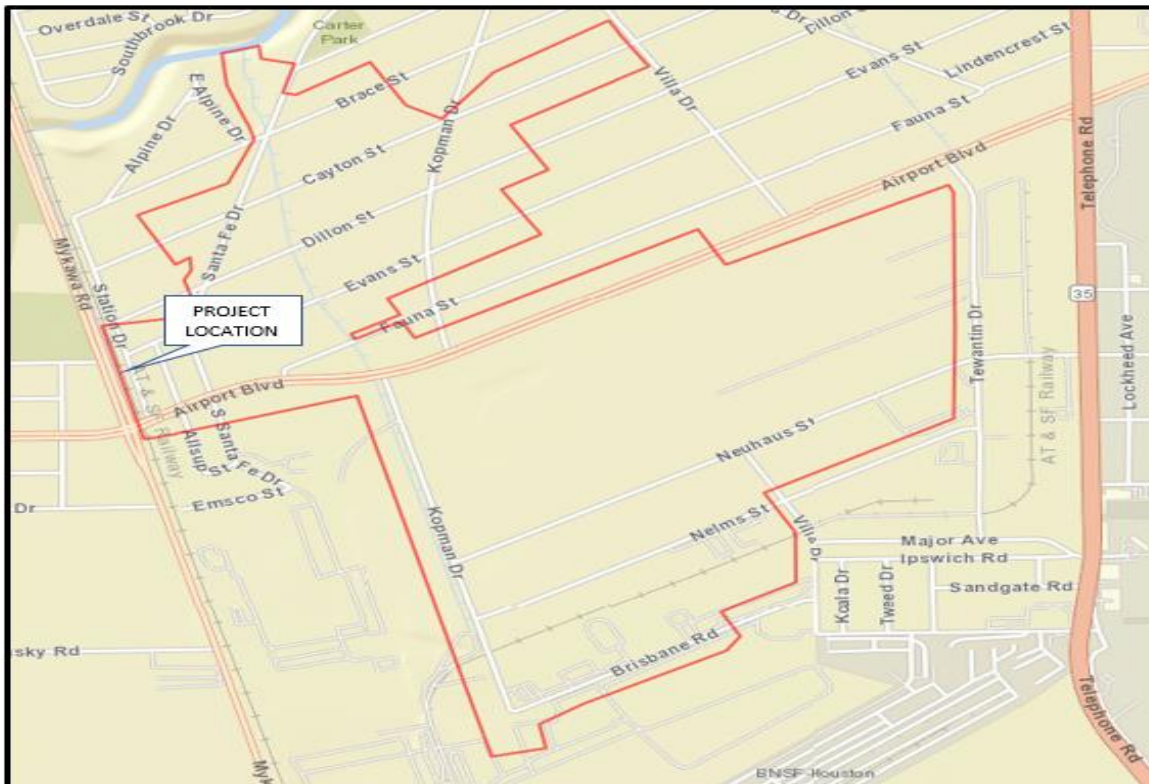 Overdale St
Southbrook Dr
Carter
Park
Dillon
Evans St
Lindencrest St
Villa Dr
Fauna St
Brace St
E Alpine Dr
Alpine Dr
Kopman Dr
Cayton St
Airport Blvd
Telephone Rd
Dillon St
Santa Fe Dr
Mykawa Rd
Station Dr
Evans St
35
PROJECT
LOCATION
Fauna St
Tewantin Dr
Lockheed Ave
AT & SF Railway
Airport Blvd
AT & SF Railway
Allsup St
S Santa Fe Dr
Neuhaus St
Emsco St
Dr
Nelms St
Villa Dr
Kopman Dr
Major Ave
Ipswich Rd
Koala Dr
Tweed Dr
Sandgate Rd
nsky Rd
Brisbane Rd
Telephone Rd
BNSF Houston